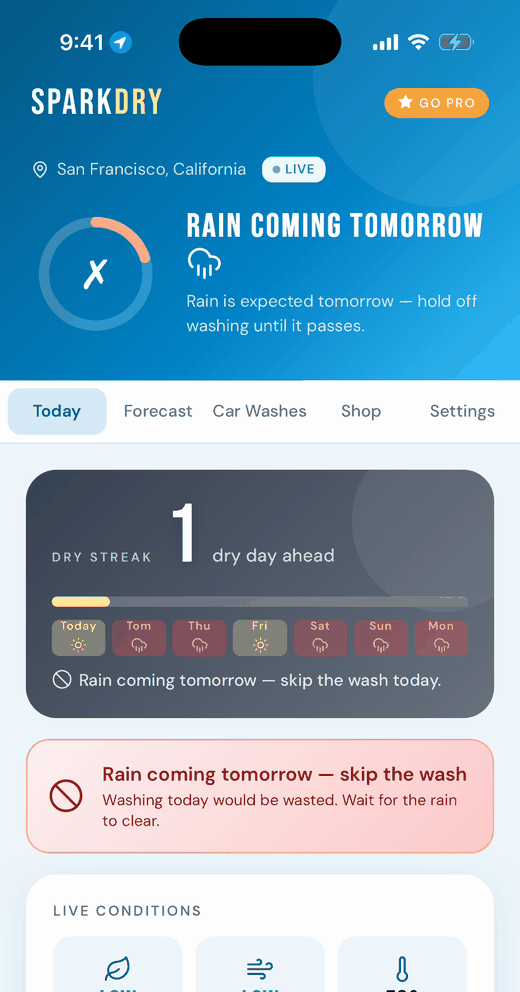 9:41
SPARKDRY
GO PRO
San Francisco, California
LIVE
RAIN COMING TOMORROW
✗
Rain is expected tomorrow — hold off
washing until it passes.
Today
Forecast
Car Washes
Shop
Settings
DRY STREAK
1
dry day ahead
Today
Tom
Thu
Fri
Sat
Sun
Mon
Rain coming tomorrow — skip the wash today.
Rain coming tomorrow — skip the wash
Washing today would be wasted. Wait for the rain
to clear.
LIVE CONDITIONS